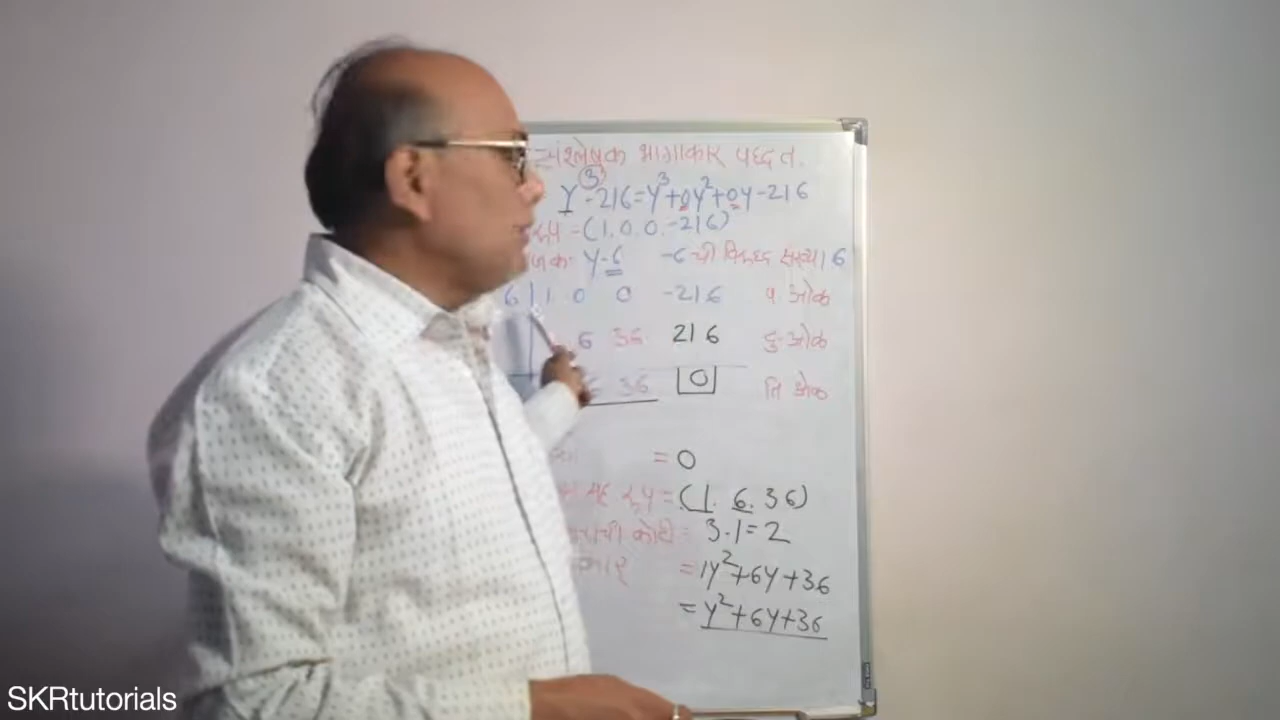 संश्लेषक भागाकार पध्दत.
y³-216=y³+0y²+0y-216
रूप =(1.0.0.-216)
y-6 -6 ची विरुध्द संख्या 6
6 1 0 0 -216 प ओळ
6 36 216 दु ओळ
36 0 ति ओळ
= 0
रूप =(1. 6. 36)
कोटी = 3-1=2
=1y²+6y+36
=y²+6y+36
SKRtutorials